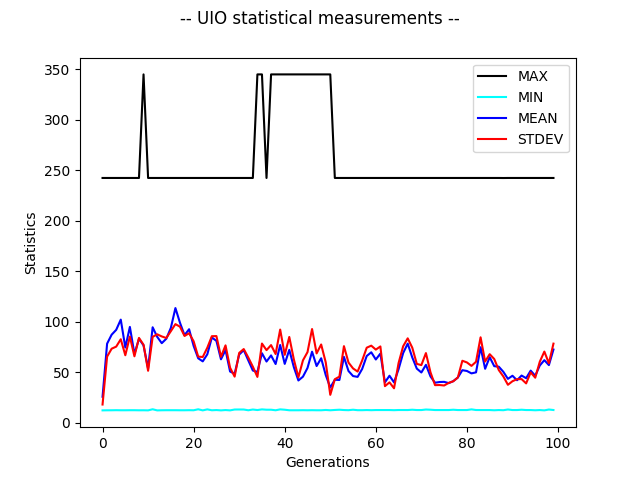 -- UIO statistical measurements --
MAX
MIN
MEAN
STDEV
Statistics
350
300
250
200
150
100
50
0
0 20 40 60 80 100
Generations